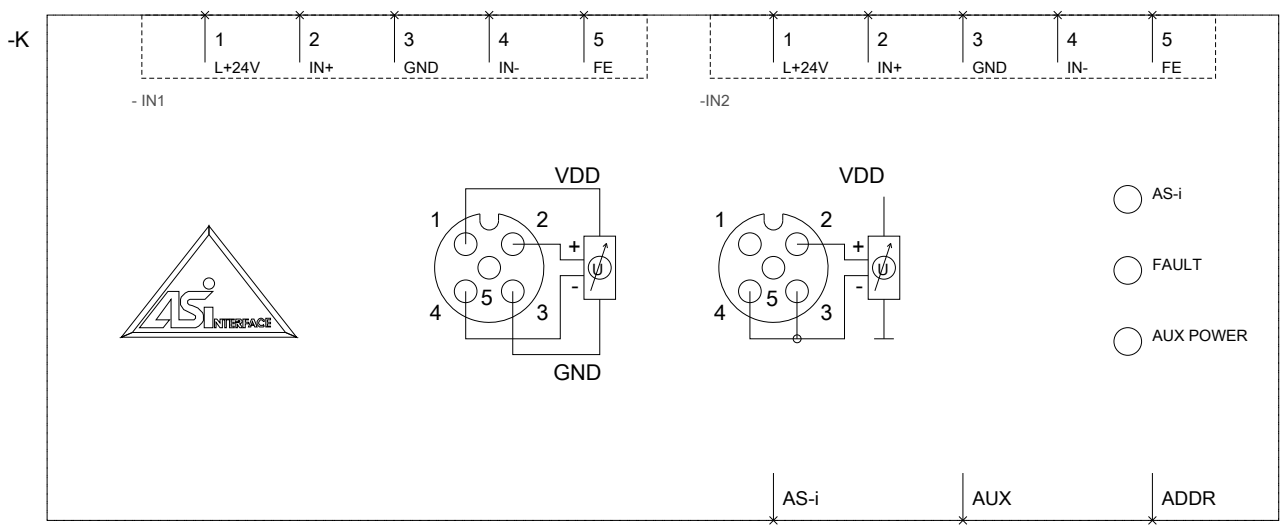 -K
1 2 3 4 5 1 2 3 4 5
L+24V IN+ GND IN- FE L+24V IN+ GND IN- FE
- IN1 -IN2
VDD
1 2
+
U
-
4 5 3
GND
VDD
1 2
+
U
-
4 5 3
ASi INTERFACE
AS-i
FAULT
AUX POWER
AS-i AUX ADDR